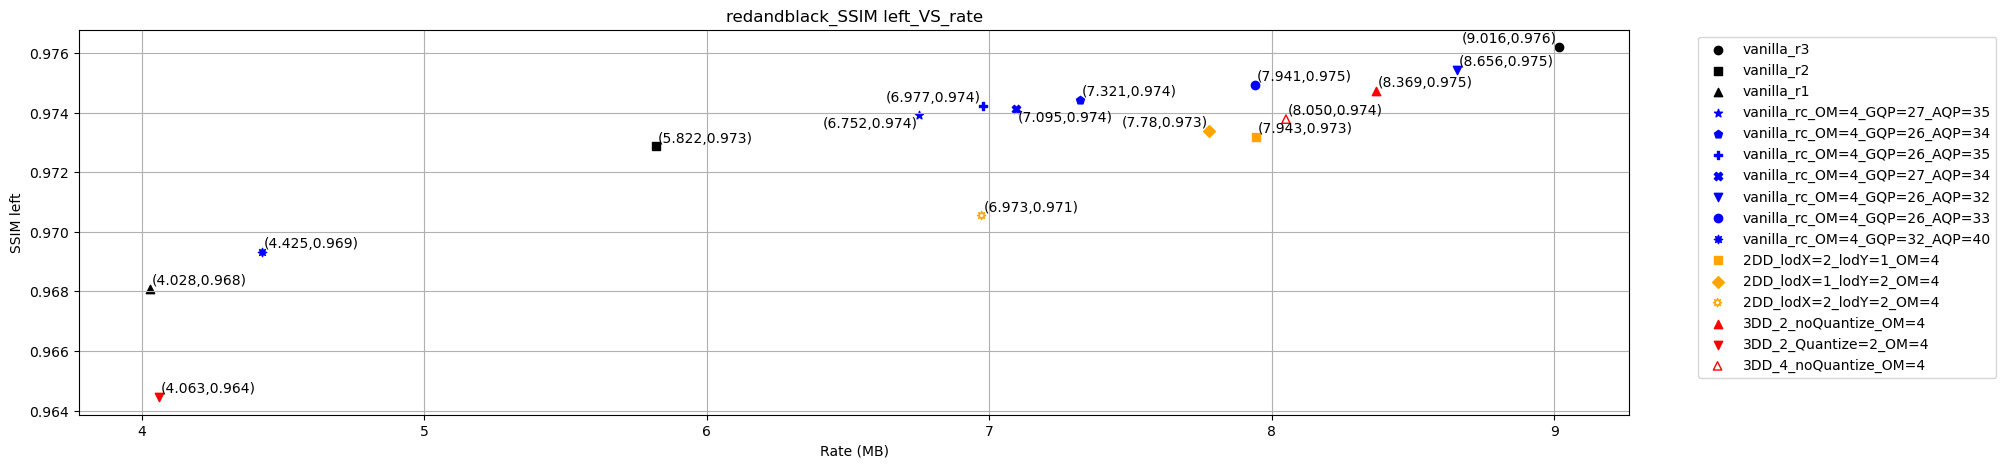 redandblack_SSIM left_VS_rate
SSIM left
0.976
0.974
0.972
0.970
0.968
0.966
0.964
(9.016,0.976)
(8.656,0.975)
(7.941,0.975)
(8.369,0.975)
(7.321,0.974)
(6.977,0.974)
(6.752,0.974)
(7.095,0.974)
(8.050,0.974)
(7.78,0.973)
(7.943,0.973)
(5.822,0.973)
(6.973,0.971)
(4.425,0.969)
(4.028,0.968)
(4.063,0.964)
4
5
6
7
8
9
Rate (MB)
vanilla_r3
vanilla_r2
vanilla_r1
vanilla_rc_OM=4_GQP=27_AQP=35
vanilla_rc_OM=4_GQP=26_AQP=34
vanilla_rc_OM=4_GQP=26_AQP=35
vanilla_rc_OM=4_GQP=27_AQP=34
vanilla_rc_OM=4_GQP=26_AQP=32
vanilla_rc_OM=4_GQP=26_AQP=33
vanilla_rc_OM=4_GQP=32_AQP=40
2DD_lodX=2_lodY=1_OM=4
2DD_lodX=1_lodY=2_OM=4
2DD_lodX=2_lodY=2_OM=4
3DD_2_noQuantize_OM=4
3DD_2_Quantize=2_OM=4
3DD_4_noQuantize_OM=4